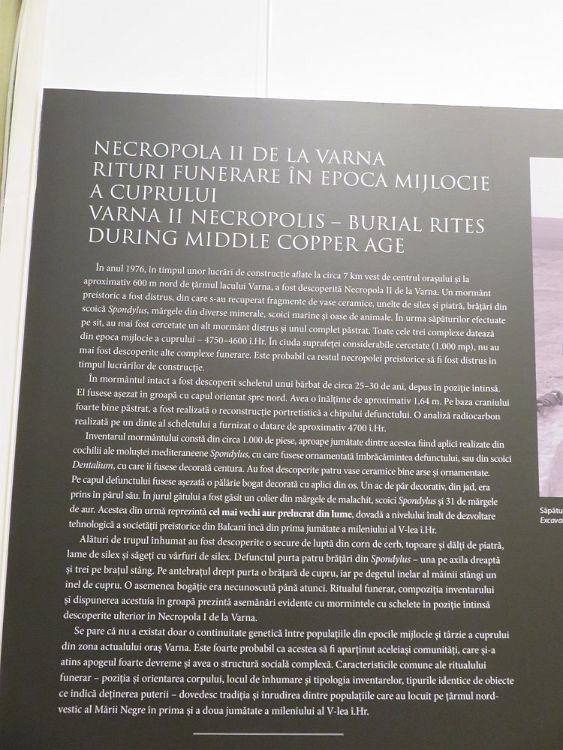 NECROPOLA II DE LA VARNA
RITURI FUNERARE ÎN EPOCA MIJLOCIE
A CUPRULUI
VARNA II NECROPOLIS – BURIAL RITES
DURING MIDDLE COPPER AGE
În anul 1976, în timpul unor lucrări de construcție aflate la circa 7 km vest de centrul orașului și la
aproximativ 600 m nord de țărmul lacului Varna, a fost descoperită Necropola II de la Varna. Un mormânt
preistoric a fost distrus, din care s-au recuperat fragmente de vase ceramice, unelte de silex și piatră, brățări din
scoică Spondylus, mărgele din diverse minerale, scoici marine și oase de animale. În urma săpăturilor efectuate
pe sit, au mai fost cercetate un alt mormânt distrus și unul complet păstrat. Toate cele trei complexe datează
din epoca mijlocie a cuprului – 4750–4600 î.Hr. În ciuda suprafeței considerabile cercetate (1.000 mp), nu au
mai fost descoperite alte complexe funerare. Este probabil ca restul necropolei preistorice să fi fost distrus în
timpul lucrărilor de construcție.
În mormântul intact a fost descoperit scheletul unui bărbat de circa 25–30 de ani, depus în poziție întinsă.
El fusese așezat în groapă cu capul orientat spre nord. Avea o înălțime de aproximativ 1,64 m. Pe baza craniului
foarte bine păstrat, a fost realizată o reconstrucție portretistică a chipului defunctului. O analiză radiocarbon
realizată pe un dinte al scheletului a furnizat o datare de aproximativ 4700 î.Hr.
Inventarul mormântului constă din circa 1.000 de piese, aproape jumătate dintre acestea fiind aplici realizate din
cochilii ale moluștei mediteraneene Spondylus, cu care fusese ornamentată îmbrăcămintea defunctului, sau din scoici
Dentalium, cu care îi fusese decorată centura. Au fost descoperite patru vase ceramice bine arse și ornamentate.
Pe capul defunctului fusese așezată o pălărie bogat decorată cu aplici din os. Un ac de păr decorativ, din jad, era
prins în părul său. În jurul gâtului a fost găsit un colier din mărgele de malachit, scoici Spondylus și 31 de mărgele
de aur. Acestea din urmă reprezintă cel mai vechi aur prelucrat din lume, dovadă a nivelului înalt de dezvoltare
tehnologică a societății preistorice din Balcani încă din prima jumătate a mileniului al V-lea î.Hr.
Alături de trupul inhumat au fost descoperite o secure de luptă din corn de cerb, topoare și dălți de piatră,
lame de silex și săgeți cu vârfuri de silex. Defunctul purta patru brățări din Spondylus – una pe axila dreaptă
și trei pe brațul stâng. Pe antebrațul drept purta o brățară de cupru, iar pe degetul inelar al mâinii stângi un
inel de cupru. O asemenea bogăție era necunoscută până atunci. Ritualul funerar, compoziția inventarului
și dispunerea acestuia în groapă prezintă asemănări evidente cu mormintele cu schelete în poziție întinsă
descoperite ulterior în Necropola I de la Varna.
Se pare că nu a existat doar o continuitate genetică între populațiile din epocile mijlocie și târzie a cuprului
din zona actualului oraș Varna. Este foarte probabil ca acestea să fi aparținut aceleiași comunități, care și-a
atins apogeul foarte devreme și avea o structură socială complexă. Caracteristicile comune ale ritualului
funerar – poziția și orientarea corpului, locul de înhumare și tipologia inventarelor, tipurile identice de obiecte
ce indică deținerea puterii – dovedesc tradiția și înrudirea dintre populațiile care au locuit pe țărmul nord-
vestic al Mării Negre în prima și a doua jumătate a mileniului al V-lea î.Hr.
Săpătu
Excava